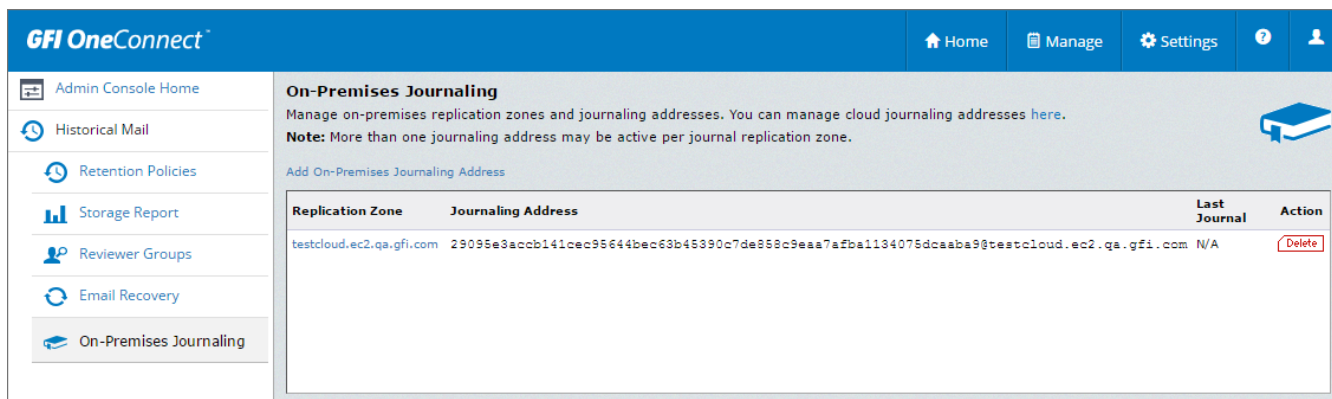 GFI OneConnect™
Home
Manage
Settings
?
Admin Console Home
Historical Mail
Retention Policies
Storage Report
Reviewer Groups
Email Recovery
On-Premises Journaling
On-Premises Journaling
Manage on-premises replication zones and journaling addresses. You can manage cloud journaling addresses here.
Note: More than one journaling address may be active per journal replication zone.
Add On-Premises Journaling Address
Replication Zone Journaling Address Last Journal Action
testcloud.ec2.qa.gfi.com 29095e3accb141cec95644bec63b45390c7de858c9eaa7afba1134075dcaaba9@testcloud.ec2.qa.gfi.com N/A Delete